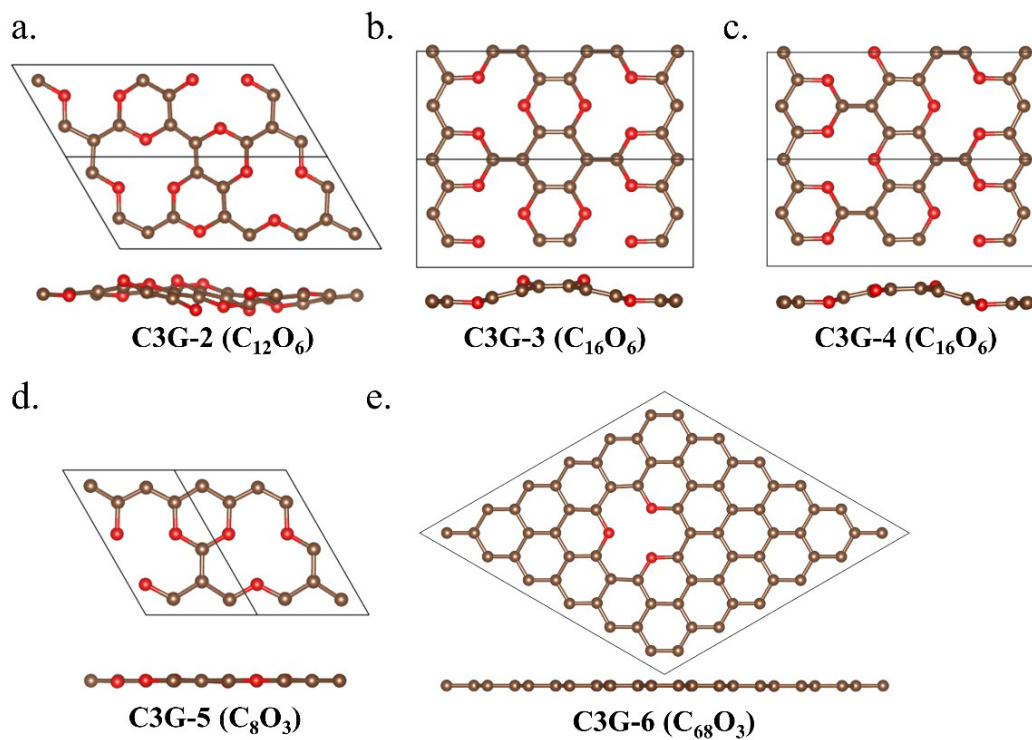 a.
b.
c.
C3G-2 (C₁₂O₆)
C3G-3 (C₁₆O₆)
C3G-4 (C₁₆O₆)
d.
e.
C3G-5 (C₈O₃)
C3G-6 (C₆₈O₃)